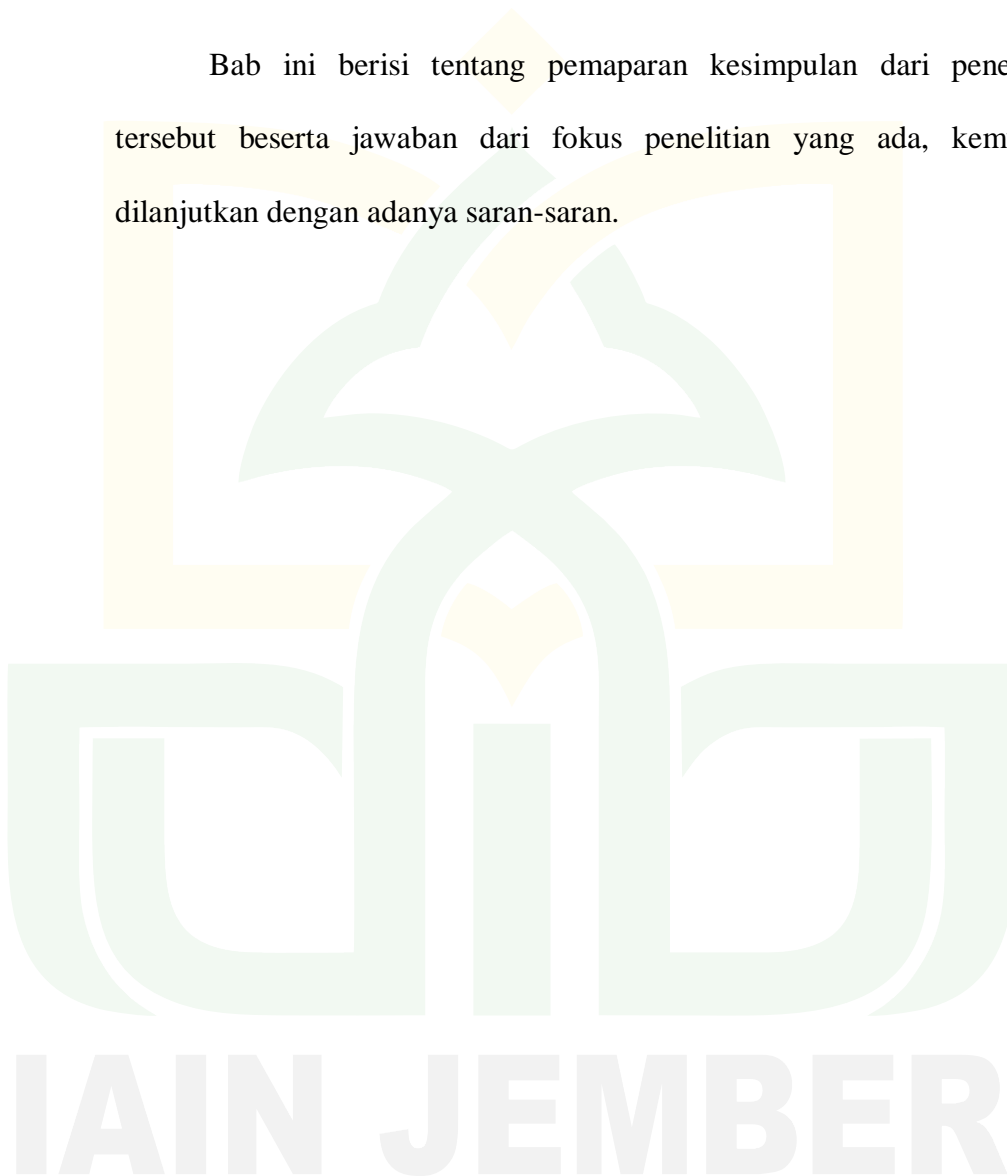 Bab ini berisi tentang pemaparan kesimpulan dari pene
tersebut beserta jawaban dari fokus penelitian yang ada, kem
dilanjutkan dengan adanya saran-saran.
IAIN JEMBER